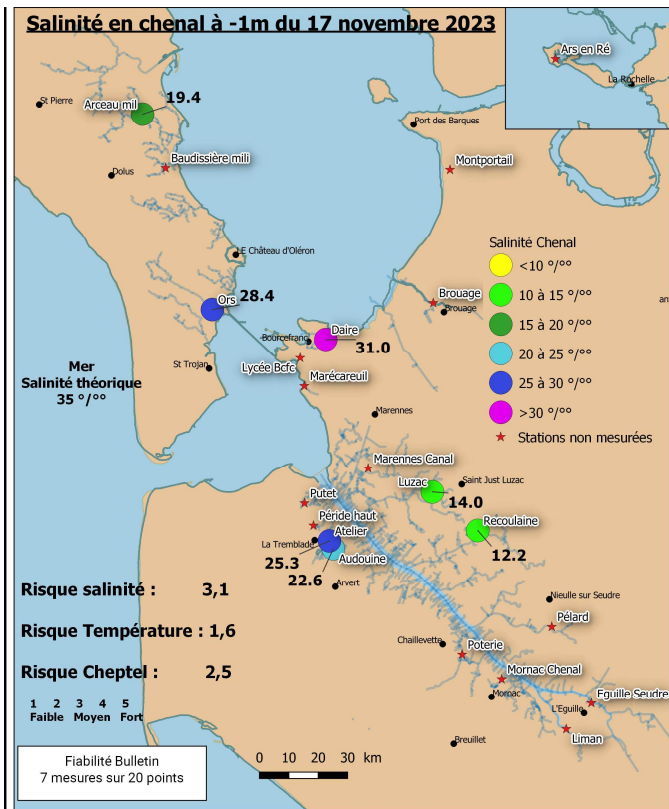 Salinité en chenal à -1m du 17 novembre 2023
Ars en Ré
La Rochelle
St Pierre
Arceau mil
19.4
Port des Barques
Baudissière mili
Dolus
Montportail
LE Château d'Oléron
Salinité Chenal
<10 °/°°
10 à 15 °/°°
15 à 20 °/°°
20 à 25 °/°°
25 à 30 °/°°
>30 °/°°
Stations non mesurées
an
Ors
28.4
Brouage
Brouage
Daire
31.0
Bourcefranc
Lycée Bcfc
Marécareuil
St Trojan
Mer
Salinité théorique
35 °/°°
Marennes
Marennes Canal
Luzac
Saint Just Luzac
14.0
Putet
Péride haut
Recoulaine
12.2
La Tremblade
Atelier
25.3
Audouine
22.6
Arvert
Nieulle sur Seudre
Pélard
Chaillevette
Poterie
Mornac Chenal
Mornac
Eguille Seudre
L'Eguille
Liman
Breuillet
Risque salinité : 3,1
Risque Température : 1,6
Risque Cheptel : 2,5
1 2 3 4 5
Faible Moyen Fort
Fiabilité Bulletin
7 mesures sur 20 points
0 10 20 30 km